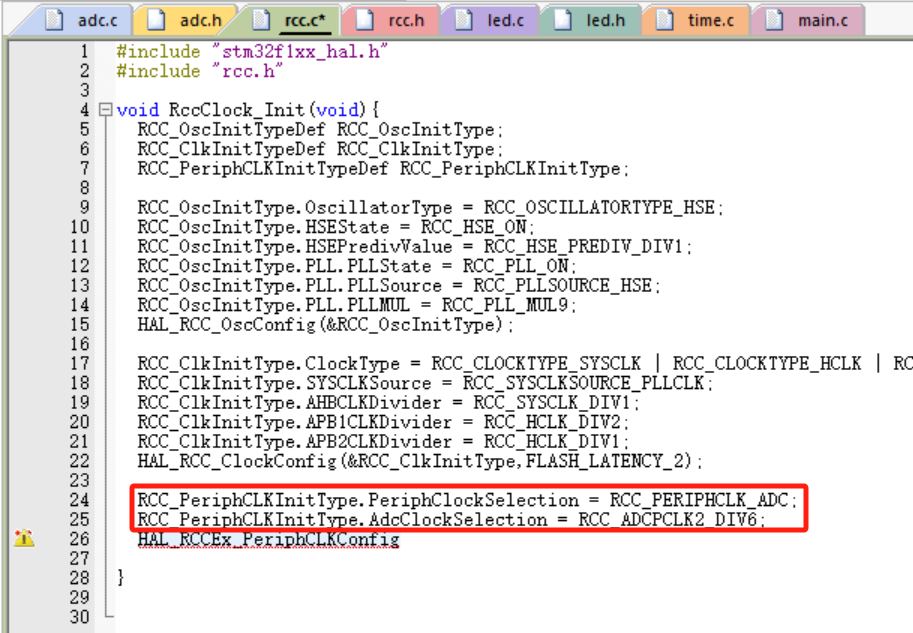 adc.c adc.h rcc.c* rcc.h led.c led.h time.c main.c
1 #include "stm32f1xx_hal.h"
2 #include "rcc.h"
3
4 void RccClock_Init(void){
5 RCC_OscInitTypeDef RCC_OscInitType;
6 RCC_ClkInitTypeDef RCC_ClkInitType;
7 RCC_PeriphCLKInitTypeDef RCC_PeriphCLKInitType;
8
9 RCC_OscInitType.OscillatorType = RCC_OSCILLATORTYPE_HSE;
10 RCC_OscInitType.HSEState = RCC_HSE_ON;
11 RCC_OscInitType.HSEPredivValue = RCC_HSE_PREDIV_DIV1;
12 RCC_OscInitType.PLL.PLLState = RCC_PLL_ON;
13 RCC_OscInitType.PLL.PLLSource = RCC_PLLSOURCE_HSE;
14 RCC_OscInitType.PLL.PLLMUL = RCC_PLL_MUL9;
15 HAL_RCC_OscConfig(&RCC_OscInitType);
16
17 RCC_ClkInitType.ClockType = RCC_CLOCKTYPE_SYSCLK | RCC_CLOCKTYPE_HCLK | RC
18 RCC_ClkInitType.SYSCLKSource = RCC_SYSCLKSOURCE_PLLCLK;
19 RCC_ClkInitType.AHBCLKDivider = RCC_SYSCLK_DIV1;
20 RCC_ClkInitType.APB1CLKDivider = RCC_HCLK_DIV2;
21 RCC_ClkInitType.APB2CLKDivider = RCC_HCLK_DIV1;
22 HAL_RCC_ClockConfig(&RCC_ClkInitType,FLASH_LATENCY_2);
23
24 RCC_PeriphCLKInitType.PeriphClockSelection = RCC_PERIPHCLK_ADC;
25 RCC_PeriphCLKInitType.AdcClockSelection = RCC_ADCPCLK2_DIV6;
26 HAL_RCCEx_PeriphCLKConfig
27
28 }
29
30